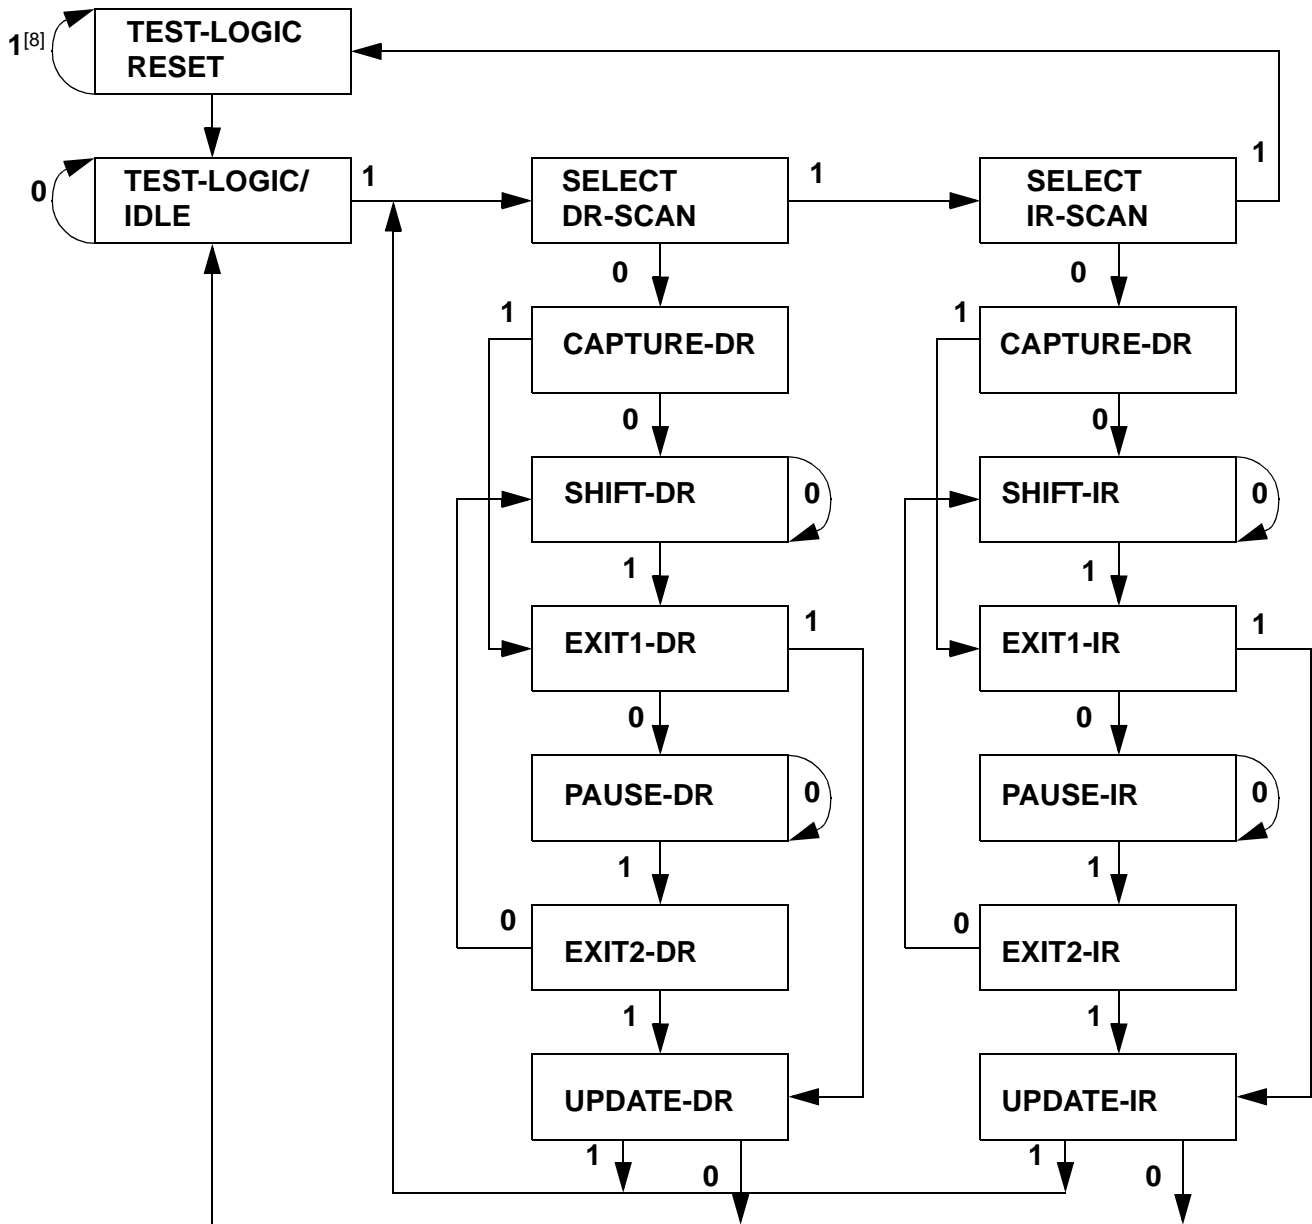 TEST-LOGIC
RESET
1[8]
TEST-LOGIC/
IDLE
0
1
SELECT
DR-SCAN
1
SELECT
IR-SCAN
1
0
0
1
CAPTURE-DR
1
CAPTURE-DR
0
0
SHIFT-DR
0
SHIFT-IR
0
1
1
EXIT1-DR
1
EXIT1-IR
1
0
0
PAUSE-DR
0
PAUSE-IR
0
1
1
0
EXIT2-DR
0
EXIT2-IR
1
1
UPDATE-DR
UPDATE-IR
1
0
1
0